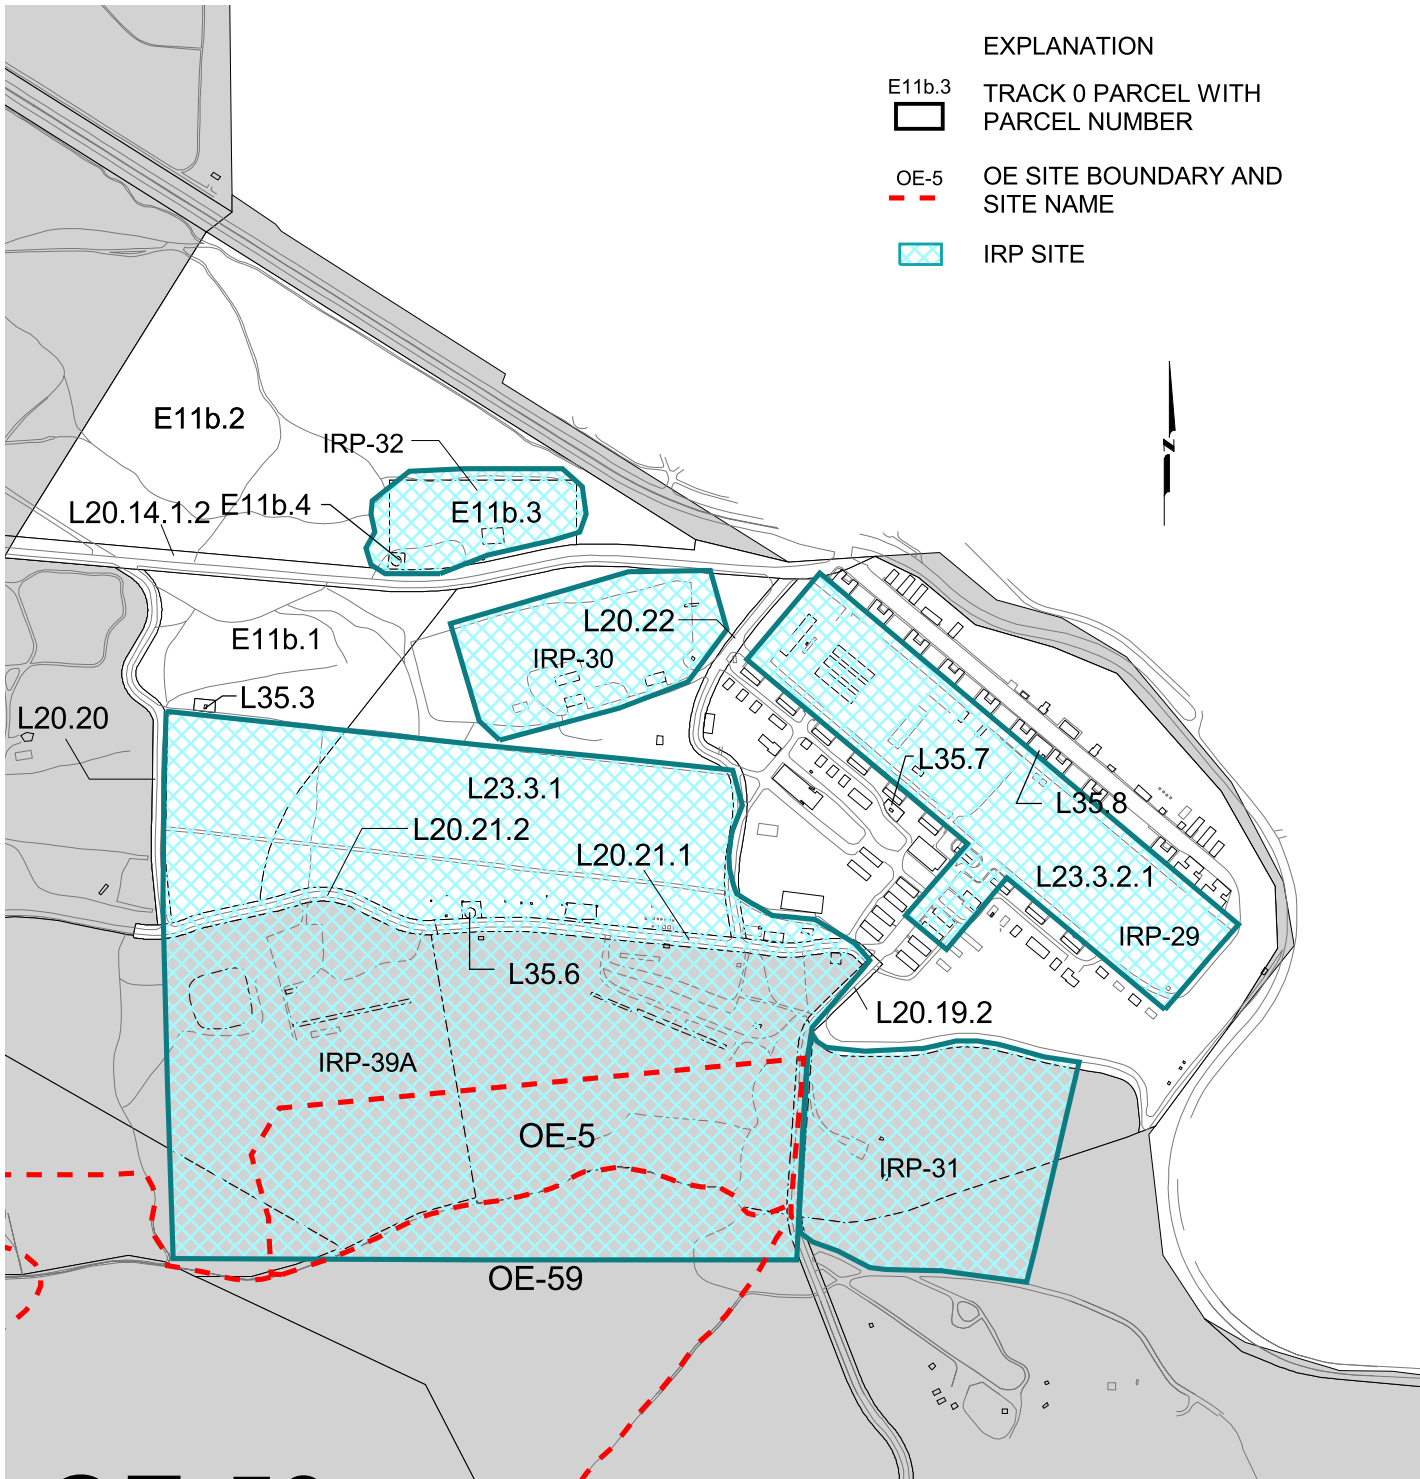 EXPLANATION
E11b.3
TRACK 0 PARCEL WITH
PARCEL NUMBER
OE-5
OE SITE BOUNDARY AND
SITE NAME
IRP SITE
N
E11b.2
IRP-32
L20.14.1.2
E11b.4
E11b.3
L20.22
E11b.1
IRP-30
L35.3
L20.20
L35.7
L23.3.1
L35.8
L20.21.2
L20.21.1
L23.3.2.1
IRP-29
L35.6
L20.19.2
IRP-39A
OE-5
IRP-31
OE-59